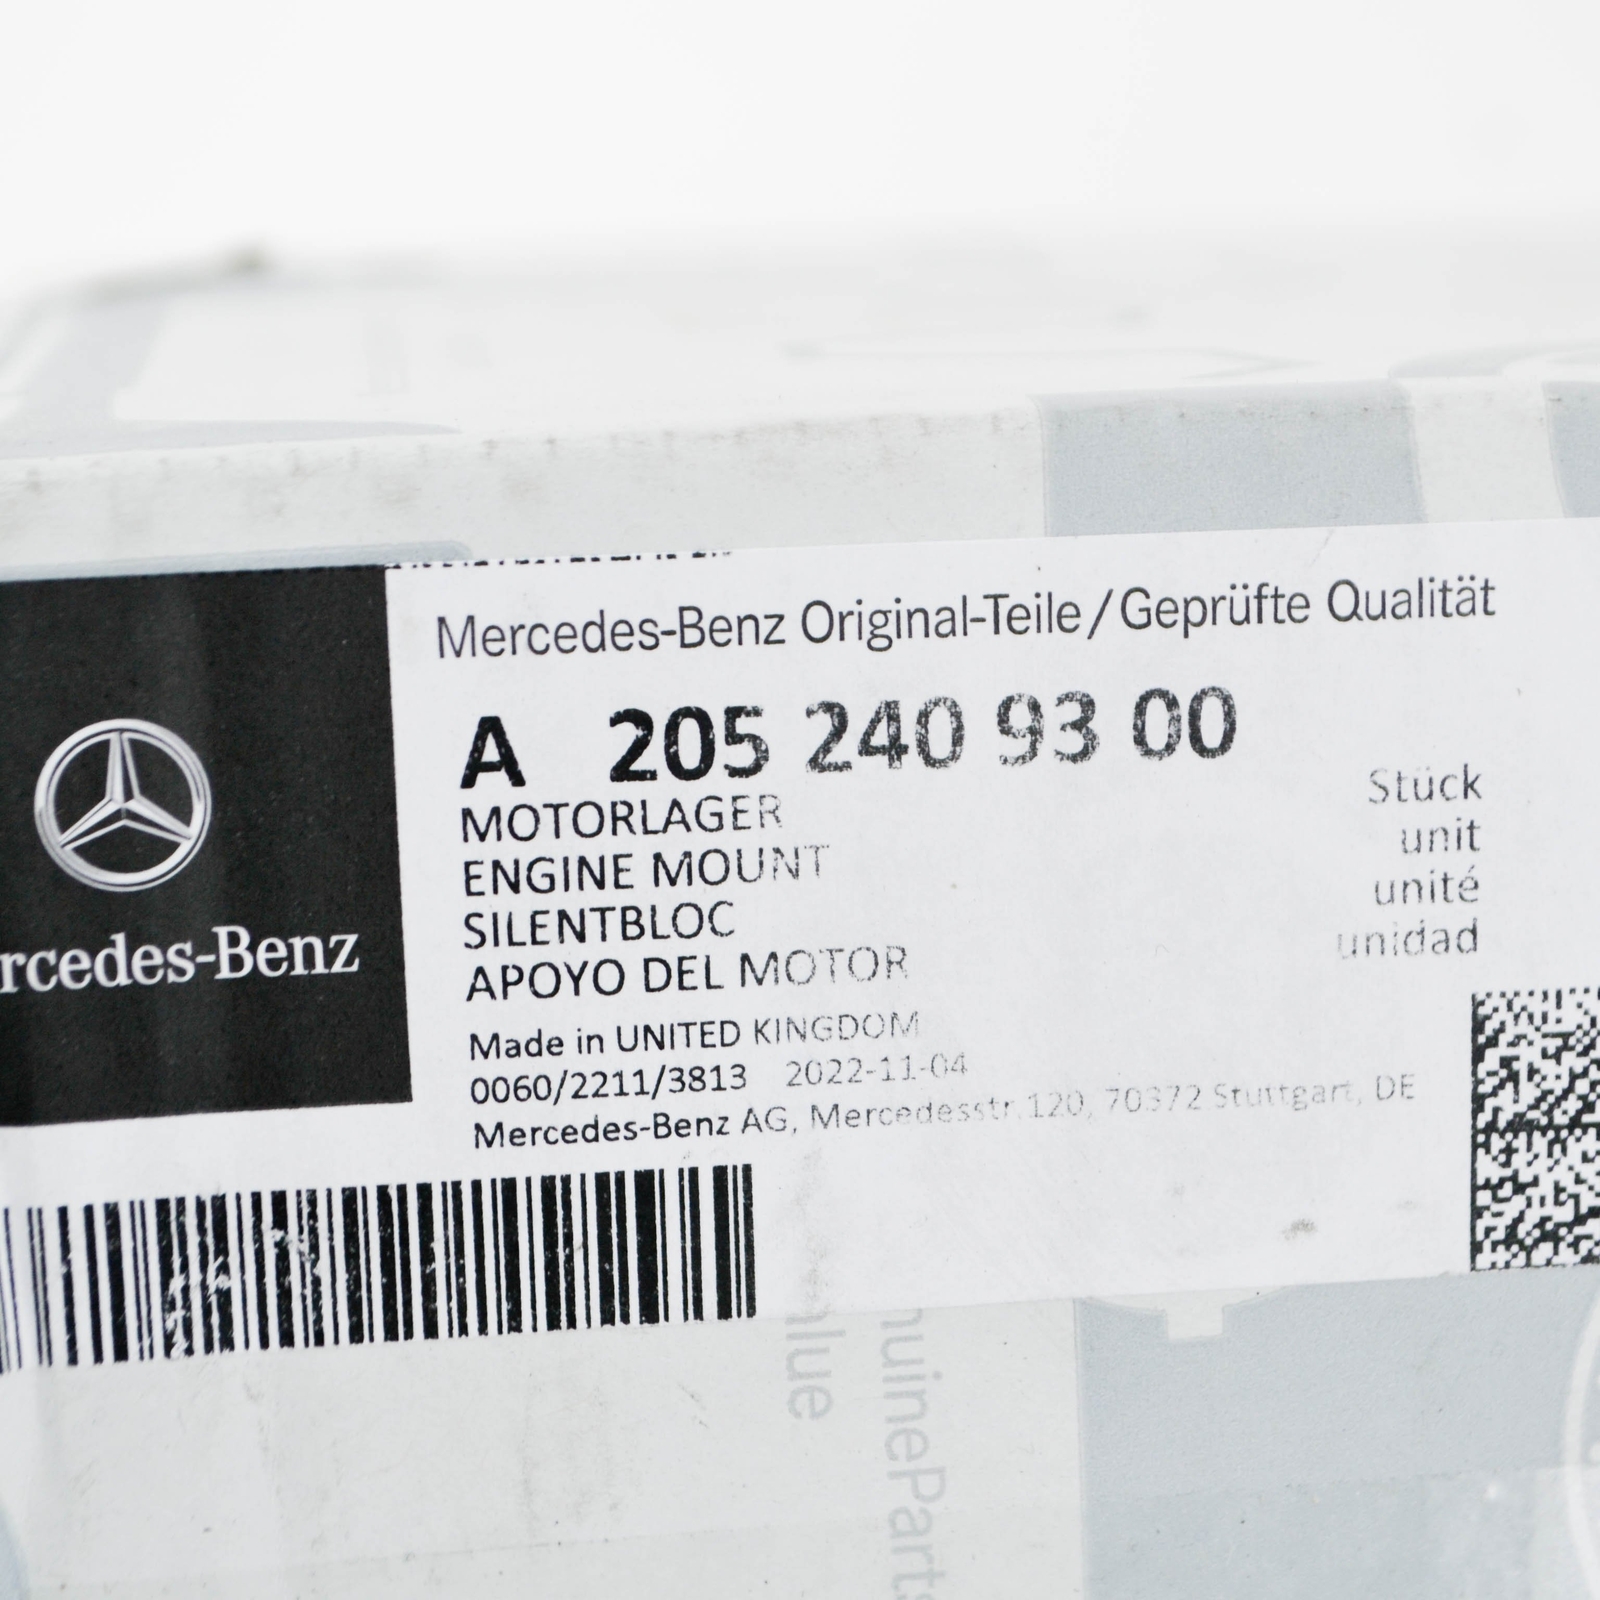 Mercedes-Benz Original-Teile/Geprüfte Qualität
A 205 240 93 00
MOTORLAGER
ENGINE MOUNT
SILENTBLOC
APOYO DEL MOTOR
Stück
unit
unité
unidad
Made in UNITED KINGDOM
0060/2211/3813 2022-11-04
Mercedes-Benz AG, Mercedesstr.120, 70372 Stuttgart, DE
rcedes-Benz
alue
nuineParts